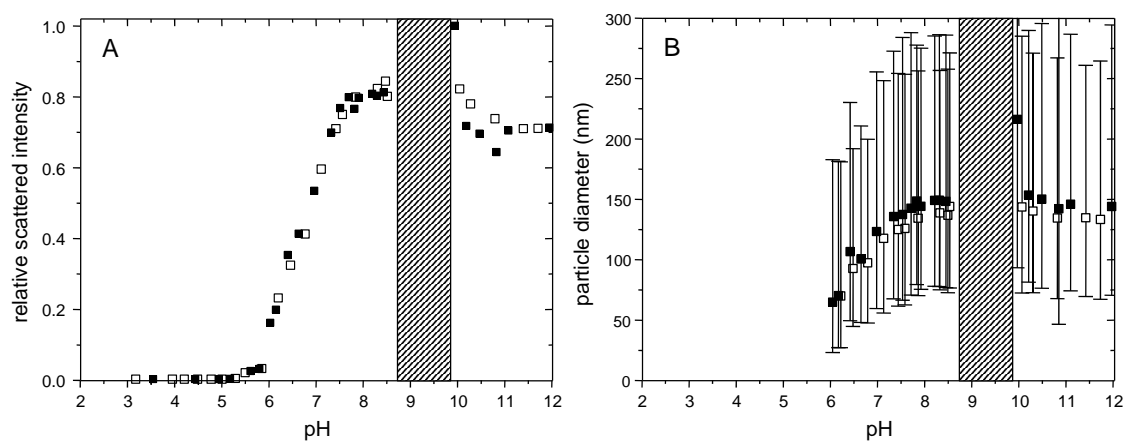 A
1.0
0.8
0.6
0.4
0.2
0.0
relative scattered intensity
2 3 4 5 6 7 8 9 10 11 12
pH
B
300
250
200
150
100
50
0
particle diameter (nm)
2 3 4 5 6 7 8 9 10 11 12
pH